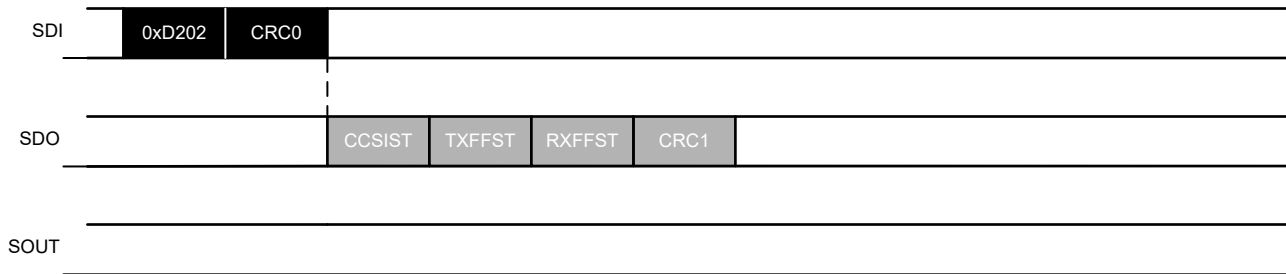 SDI 0xD202 CRC0
SDO CCSIST TXFFST RXFFST CRC1
SOUT